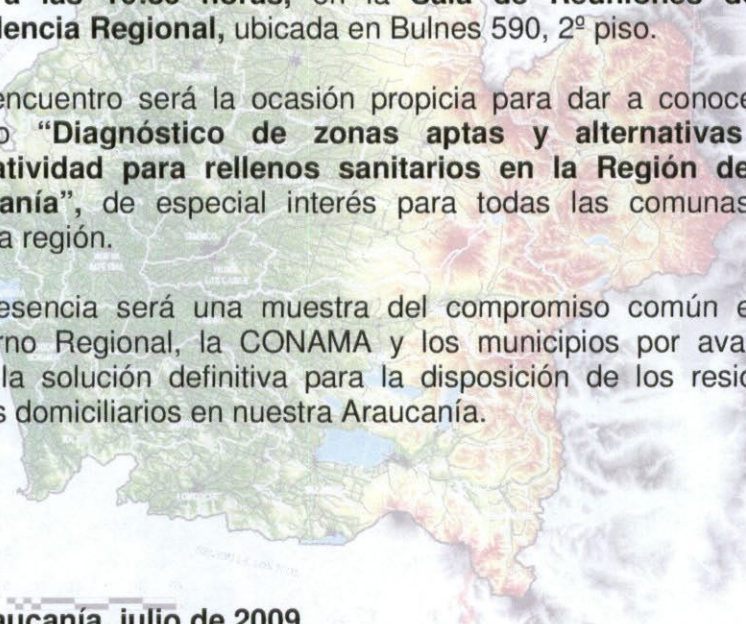 a las 10:30 horas, en la Sala de Reuniones de
dencia Regional, ubicada en Bulnes 590, 2º piso.
encuentro será la ocasión propicia para dar a conoce
o “Diagnóstico de zonas aptas y alternativas
atividad para rellenos sanitarios en la Región de
anía”, de especial interés para todas las comunas
a región.
esencia será una muestra del compromiso común e
rno Regional, la CONAMA y los municipios por ava
la solución definitiva para la disposición de los resid
s domiciliarios en nuestra Araucanía.
aucanía, julio de 2009